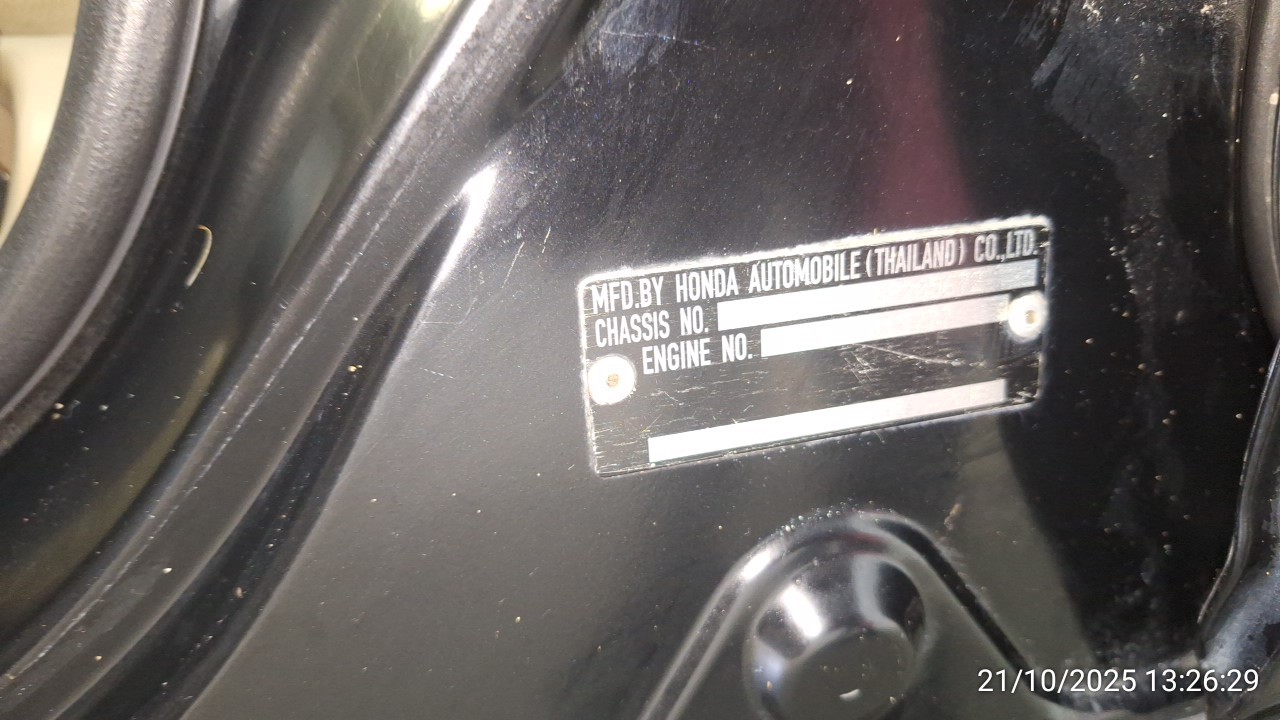 MFD.BY HONDA AUTOMOBILE (THAILAND) CO.,LTD.
CHASSIS NO.
ENGINE NO.
21/10/2025 13:26:29